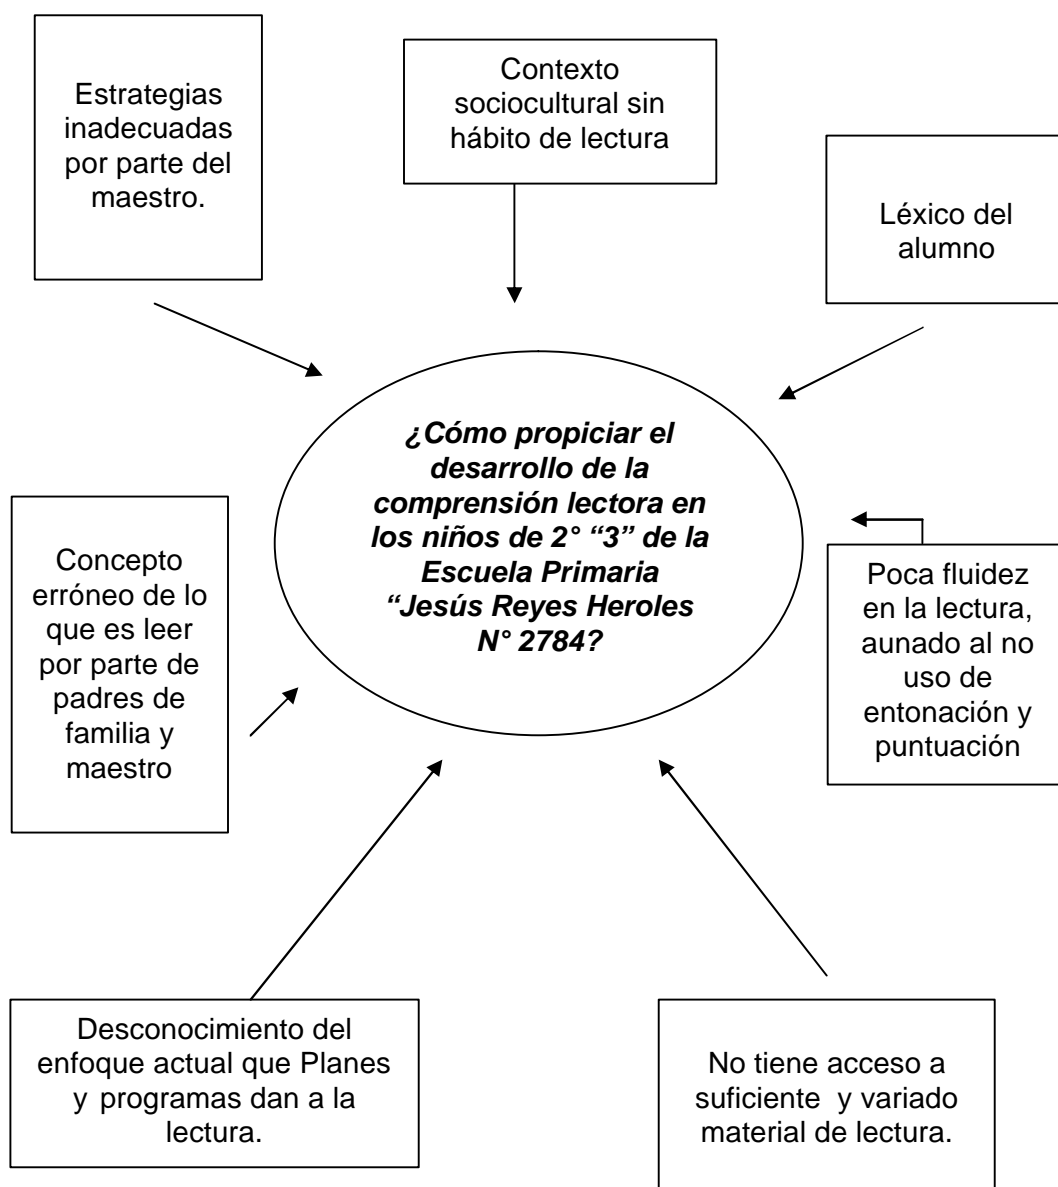 Estrategias
inadecuadas
por parte del
maestro.
Contexto
sociocultural sin
hábito de lectura
Léxico del
alumno
¿Cómo propiciar el
desarrollo de la
comprensión lectora en
los niños de 2° “3” de la
Escuela Primaria
“Jesús Reyes Heroles
N° 2784?
Concepto
erróneo de lo
que es leer
por parte de
padres de
familia y
maestro
Poca fluidez
en la lectura,
aunado al no
uso de
entonación y
puntuación
Desconocimiento del
enfoque actual que Planes
y programas dan a la
lectura.
No tiene acceso a
suficiente y variado
material de lectura.